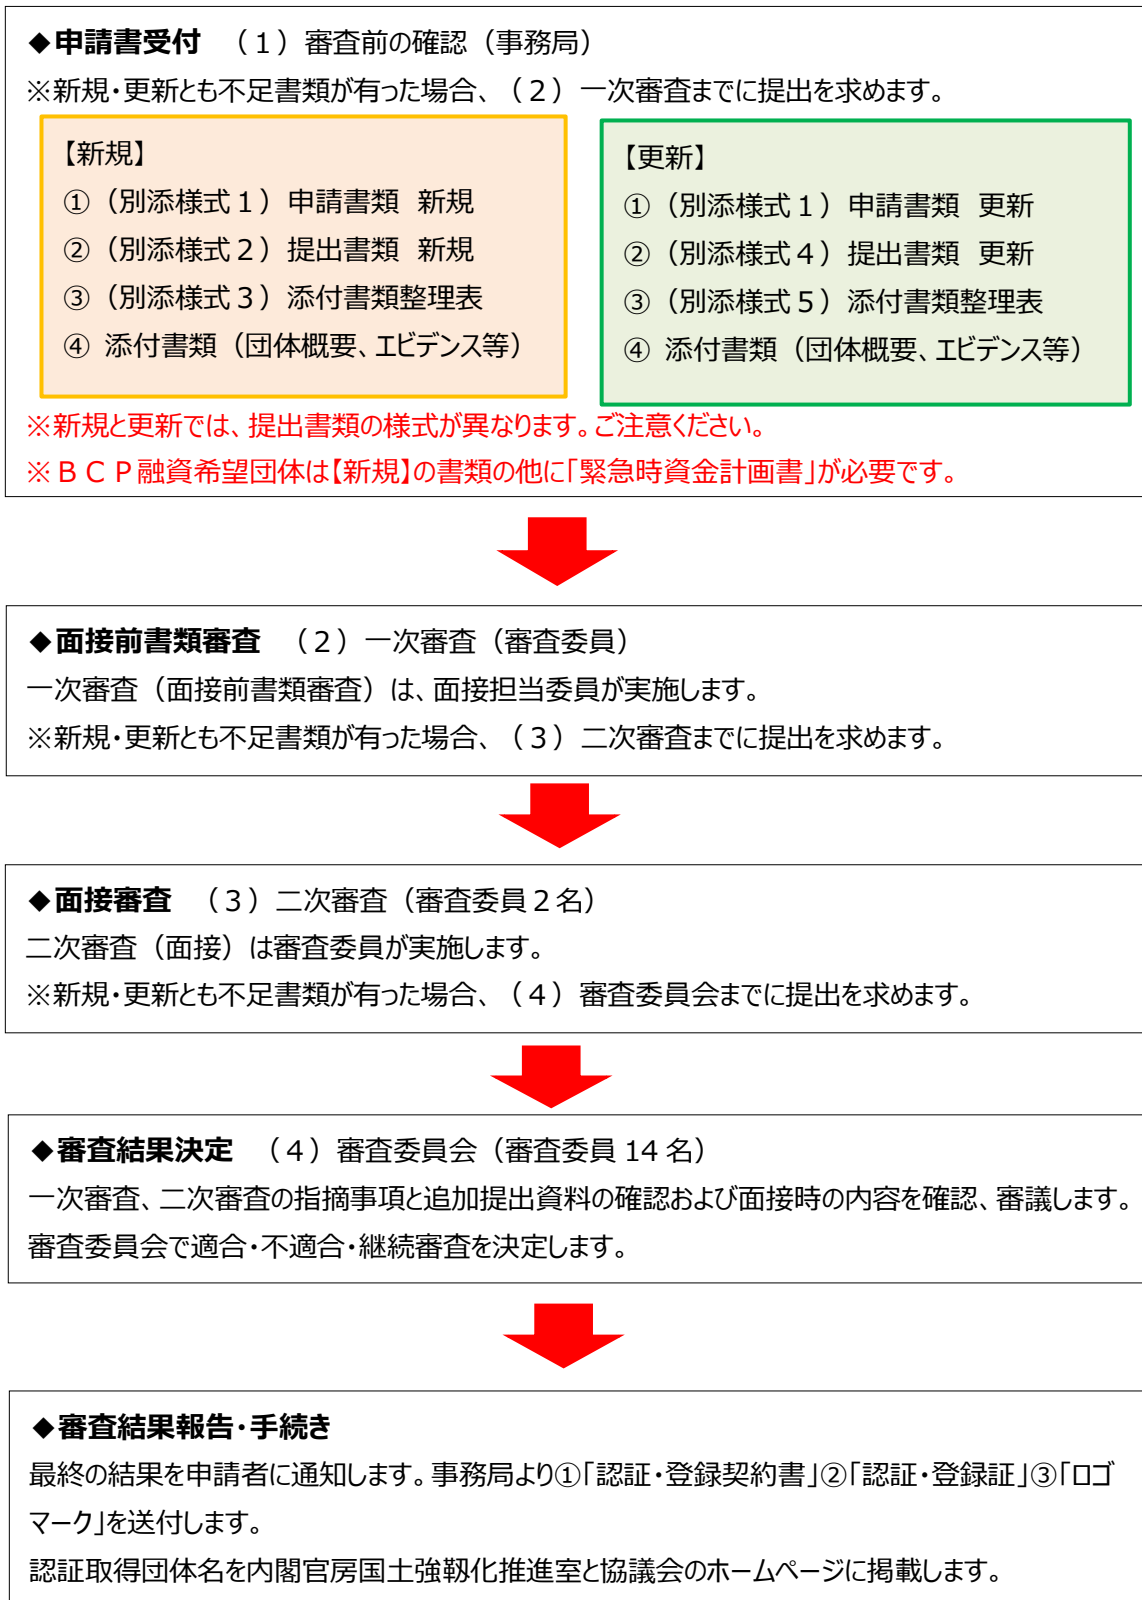 ◆申請書受付 （１）審査前の確認（事務局）
※新規・更新とも不足書類が有った場合、（２）一次審査までに提出を求めます。
【新規】
①（別添様式１）申請書類 新規
②（別添様式２）提出書類 新規
③（別添様式３）添付書類整理表
④ 添付書類（団体概要、エビデンス等）
【更新】
①（別添様式１）申請書類 更新
②（別添様式４）提出書類 更新
③（別添様式５）添付書類整理表
④ 添付書類（団体概要、エビデンス等）
※新規と更新では、提出書類の様式が異なります。ご注意ください。
※ＢＣＰ融資希望団体は【新規】の書類の他に「緊急時資金計画書」が必要です。
◆面接前書類審査 （２）一次審査（審査委員）
一次審査（面接前書類審査）は、面接担当委員が実施します。
※新規・更新とも不足書類が有った場合、（３）二次審査までに提出を求めます。
◆面接審査 （３）二次審査（審査委員２名）
二次審査（面接）は審査委員が実施します。
※新規・更新とも不足書類が有った場合、（４）審査委員会までに提出を求めます。
◆審査結果決定 （４）審査委員会（審査委員 14 名）
一次審査、二次審査の指摘事項と追加提出資料の確認および面接時の内容を確認、審議します。
審査委員会で適合・不適合・継続審査を決定します。
◆審査結果報告・手続き
最終の結果を申請者に通知します。事務局より①「認証・登録契約書」②「認証・登録証」③「ロゴ
マーク」を送付します。
認証取得団体名を内閣官房国土強靱化推進室と協議会のホームページに掲載します。